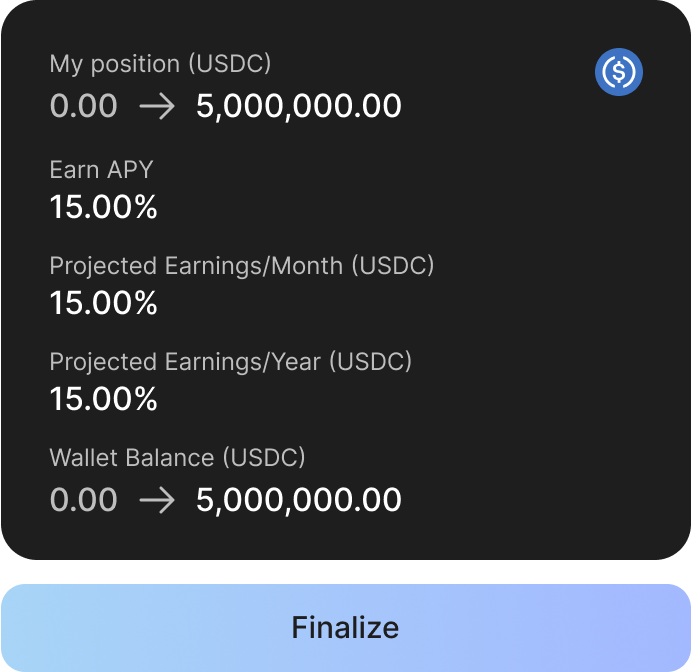 My position (USDC)
0.00 → 5,000,000.00
Earn APY
15.00%
Projected Earnings/Month (USDC)
15.00%
Projected Earnings/Year (USDC)
15.00%
Wallet Balance (USDC)
0.00 → 5,000,000.00
Finalize